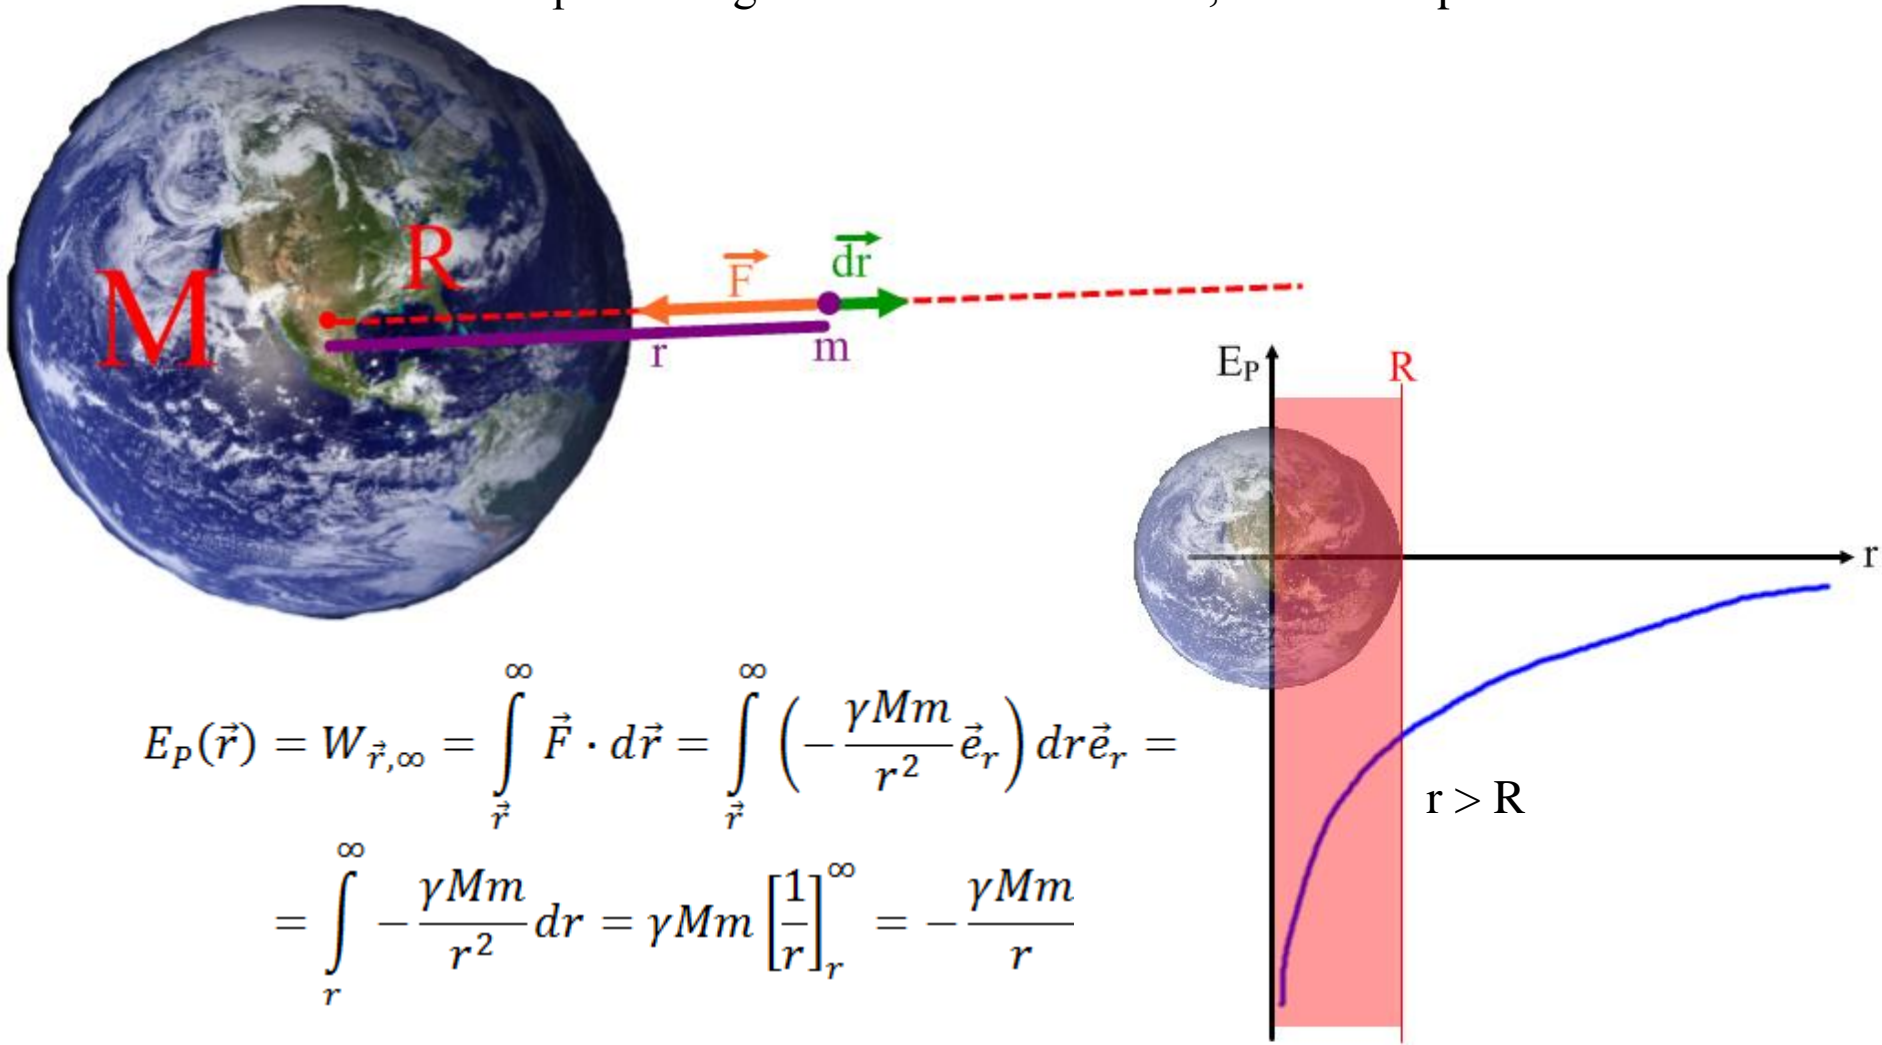 M
R
F⃗
dr⃗
r
m
E_P
R
r
r > R
E_P(r⃗) = W_{r⃗,∞} = ∫_{r⃗}^{∞} F⃗ · dr⃗ = ∫_{r⃗}^{∞} (−γMm/r² e⃗_r) dr e⃗_r =
= ∫_{r}^{∞} −γMm/r² dr = γMm [1/r]_{r}^{∞} = −γMm/r